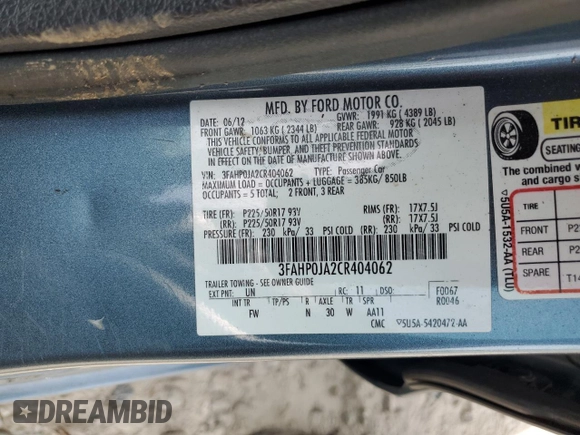 MFD. BY FORD MOTOR CO.
DATE: 06/12
GVWR: 1991 KG ( 4389 LB)
FRONT GAWR: 1063 KG ( 2344 LB)
REAR GAWR: 928 KG ( 2045 LB)
THIS VEHICLE CONFORMS TO ALL APPLICABLE FEDERAL MOTOR
VEHICLE SAFETY, BUMPER, AND THEFT PREVENTION STANDARDS
IN EFFECT ON THE DATE OF MANUFACTURE SHOWN ABOVE.
VIN: 3FAHP0JA2CR404062 TYPE: Passenger Car
MAXIMUM LOAD = OCCUPANTS + LUGGAGE = 385KG/ 850LB
OCCUPANTS = 5 TOTAL; 2 FRONT, 3 REAR
TIRE (FR): P225/50R17 93V RIMS (FR): 17X7.5J
(RR): P225/50R17 93V (RR): 17X7.5J
PRESSURE (FR): 230 kPa/ 33 PSI COLD (RR): 230 kPa/ 33 PSI COLD
3FAHP0JA2CR404062
TRAILER TOWING - SEE OWNER GUIDE
EXT PNT: UN RC: 11 DSO: F0067
INT TR TP/PS R AXLE TR SPR R0046
FW N 30 W AA11
CMC ▽5U5A-5420472-AA
▽5U5A-1532-AA (TLU)
TIR
SEATING
The combined
and cargo s
TIRE
FRONT P2
REAR P2
SPARE T14
DREAMBID